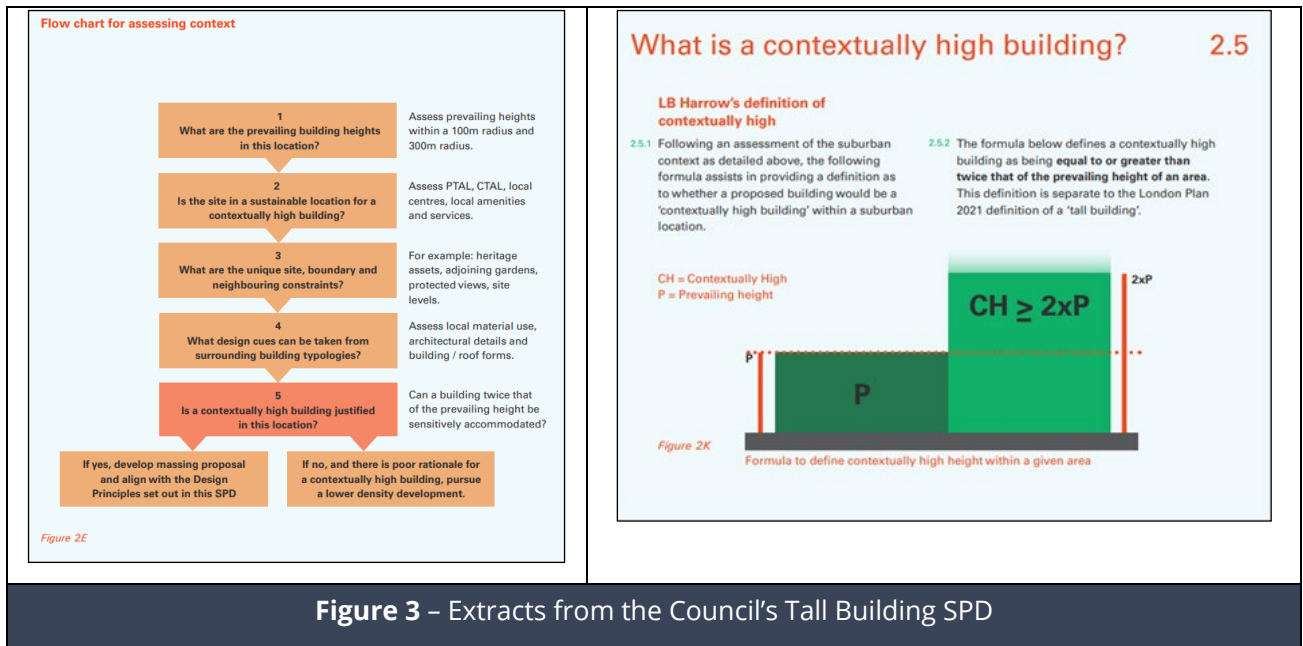 Flow chart for assessing context
1
What are the prevailing building heights
in this location?
Assess prevailing heights
within a 100m radius and
300m radius.
2
Is the site in a sustainable location for a
contextually high building?
Assess PTAL, CTAL, local
centres, local amenities
and services.
3
What are the unique site, boundary and
neighbouring constraints?
For example: heritage
assets, adjoining gardens,
protected views, site
levels.
4
What design cues can be taken from
surrounding building typologies?
Assess local material use,
architectural details and
building / roof forms.
5
Is a contextually high building justified
in this location?
Can a building twice that
of the prevailing height be
sensitively accommodated?
If yes, develop massing proposal
and align with the Design
Principles set out in this SPD
If no, and there is poor rationale for
a contextually high building, pursue
a lower density development.
Figure 2E
What is a contextually high building? 2.5
LB Harrow's definition of
contextually high
2.5.1 Following an assessment of the suburban
context as detailed above, the following
formula assists in providing a definition as
to whether a proposed building would be a
'contextually high building' within a suburban
location.
2.5.2 The formula below defines a contextually high
building as being equal to or greater than
twice that of the prevailing height of an area.
This definition is separate to the London Plan
2021 definition of a 'tall building'.
CH = Contextually High
P = Prevailing height
2xP
CH ≥ 2xP
P
P
Figure 2K
Formula to define contextually high height within a given area
Figure 3 – Extracts from the Council's Tall Building SPD